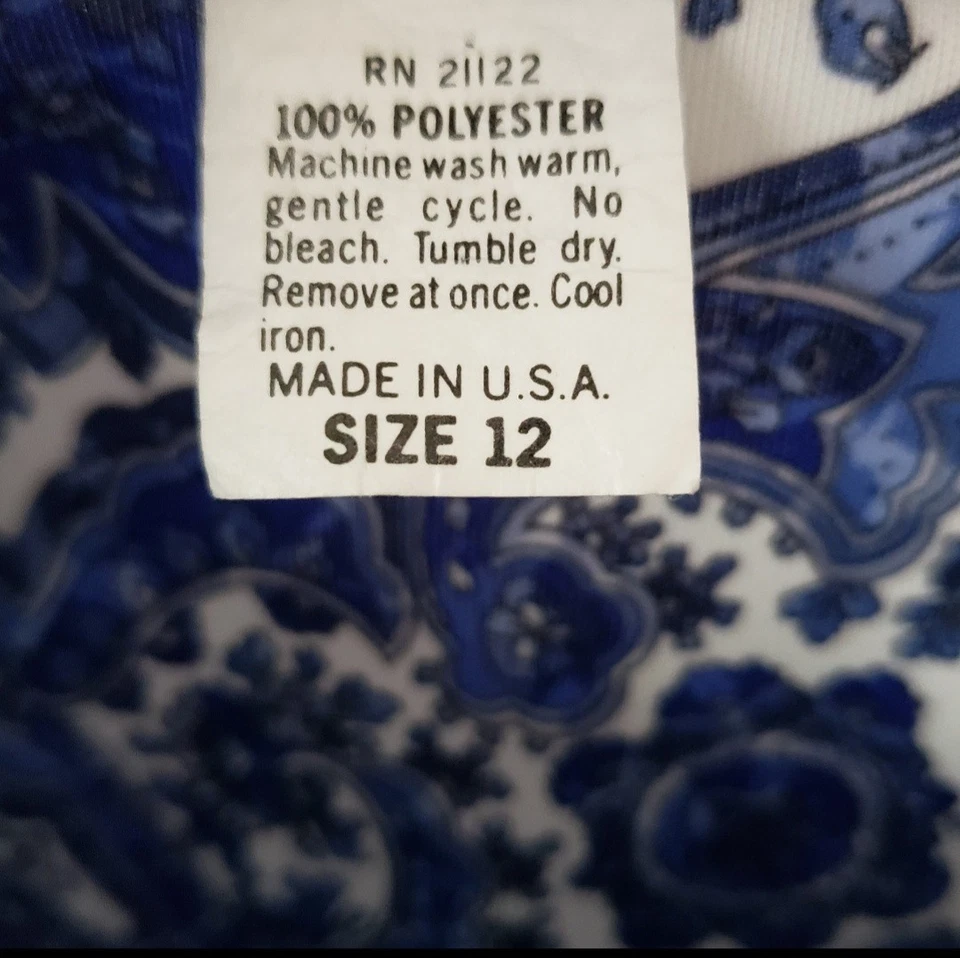 RN 21122
100% POLYESTER
Machine wash warm,
gentle cycle. No
bleach. Tumble dry.
Remove at once. Cool
iron.
MADE IN U.S.A.
SIZE 12